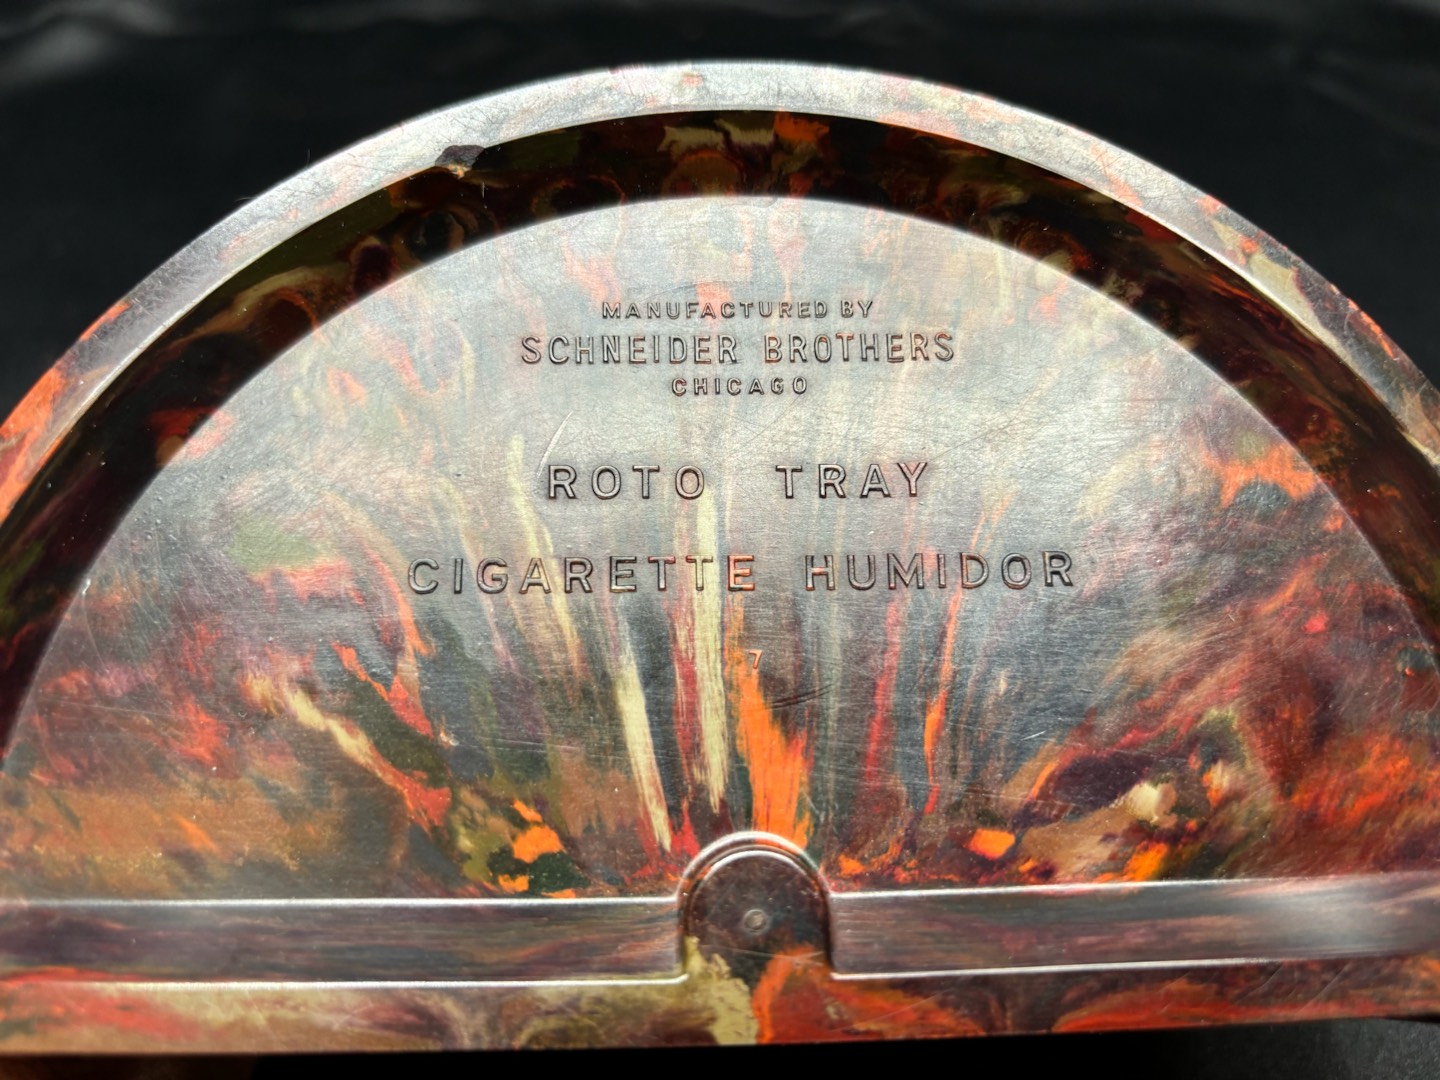 MANUFACTURED BY
SCHNEIDER BROTHERS
CHICAGO
ROTO TRAY
CIGARETTE HUMIDOR
7